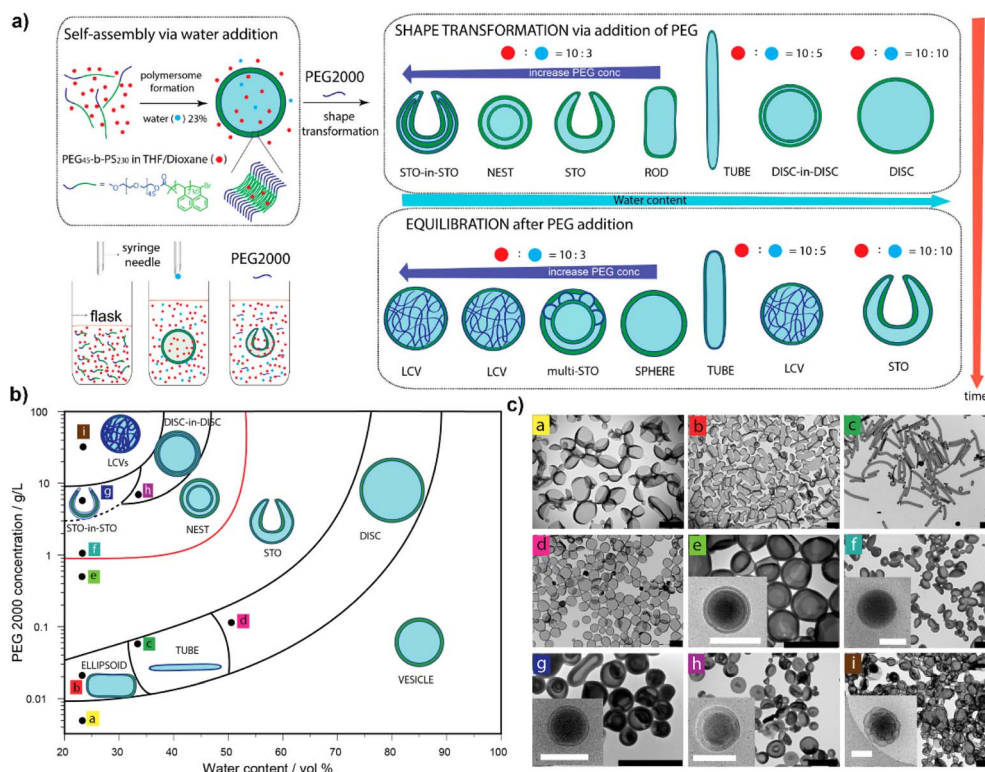 a)
Self-assembly via water addition
polymersome
formation
water (●) 23%
PEG45-b-PS230 in THF/Dioxane (●)
45
Br
PEG2000
shape
transformation
syringe
needle
PEG2000
flask
SHAPE TRANSFORMATION via addition of PEG
: = 10 : 3
: = 10 : 5
: = 10 : 10
increase PEG conc
STO-in-STO NEST STO ROD TUBE DISC-in-DISC DISC
Water content
EQUILIBRATION after PEG addition
: = 10 : 3
: = 10 : 5
: = 10 : 10
increase PEG conc
LCV LCV multi-STO SPHERE TUBE LCV STO
time
b)
PEG 2000 concentration / g/L
100
10
1
0.1
0.01
20 30 40 50 60 70 80 90 100
Water content / vol %
i
LCVs
DISC-in-DISC
g
h
STO-in-STO
NEST
STO
DISC
f
e
d
c
TUBE
ELLIPSOID
b
VESICLE
a
c)
a b c
d e f
g h i